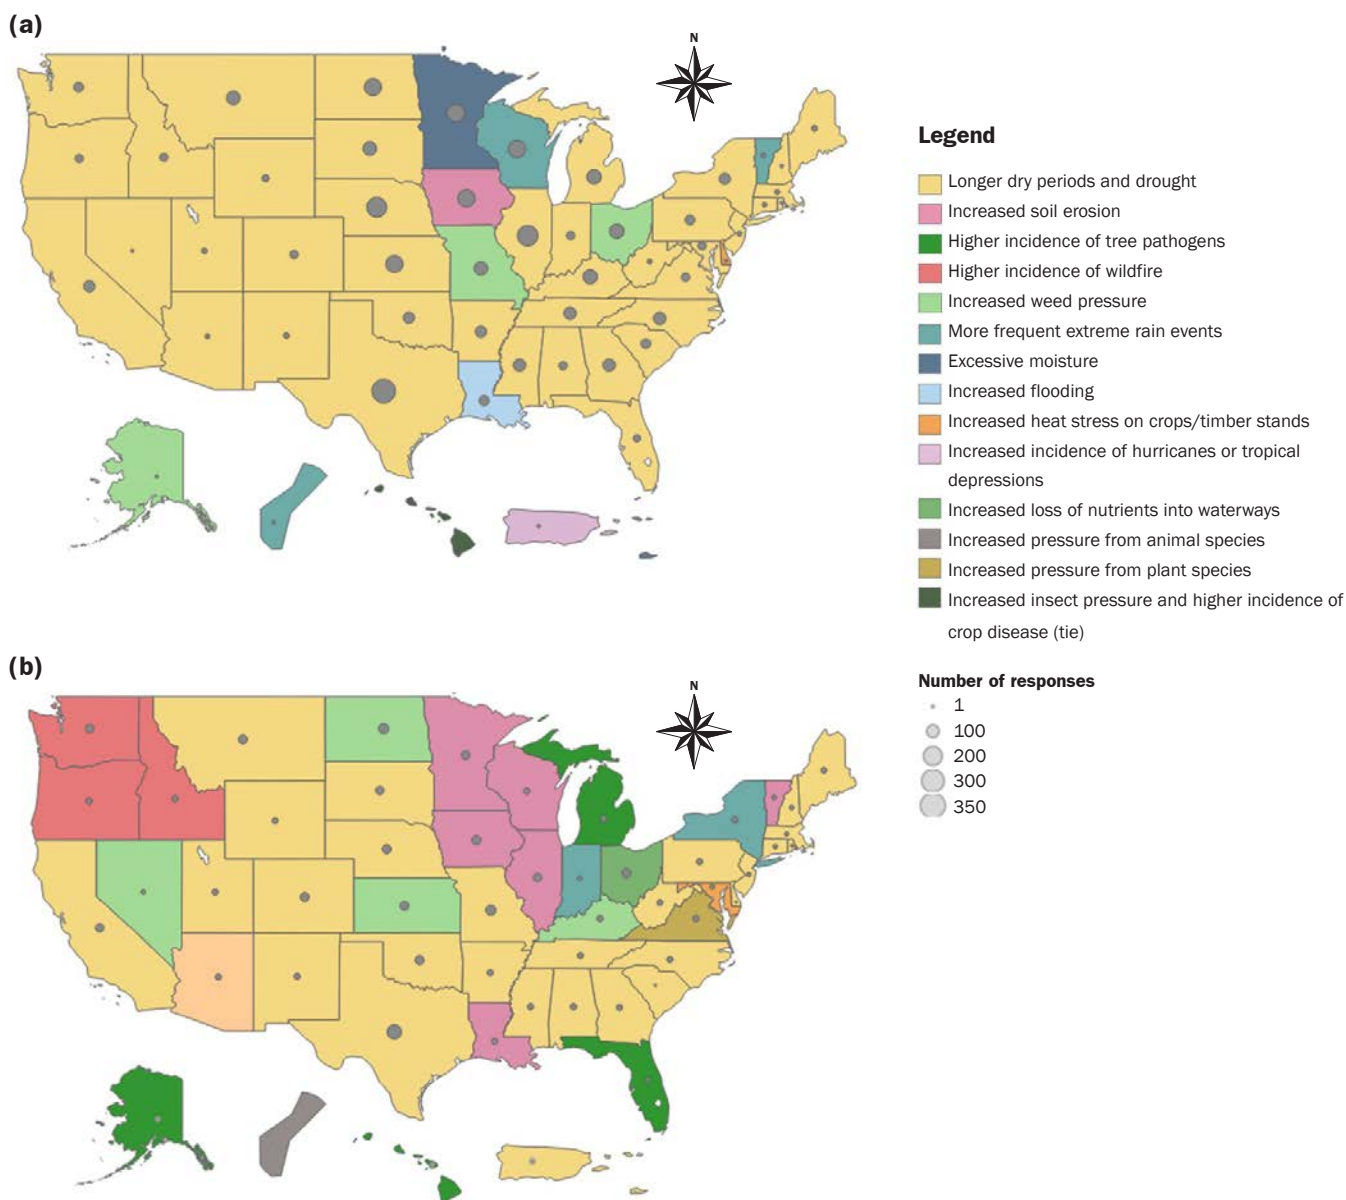 (a)
N
Legend
Longer dry periods and drought
Increased soil erosion
Higher incidence of tree pathogens
Higher incidence of wildfire
Increased weed pressure
More frequent extreme rain events
Excessive moisture
Increased flooding
Increased heat stress on crops/timber stands
Increased incidence of hurricanes or tropical
depressions
Increased loss of nutrients into waterways
Increased pressure from animal species
Increased pressure from plant species
Increased insect pressure and higher incidence of
crop disease (tie)
(b)
N
Number of responses
1
100
200
300
350